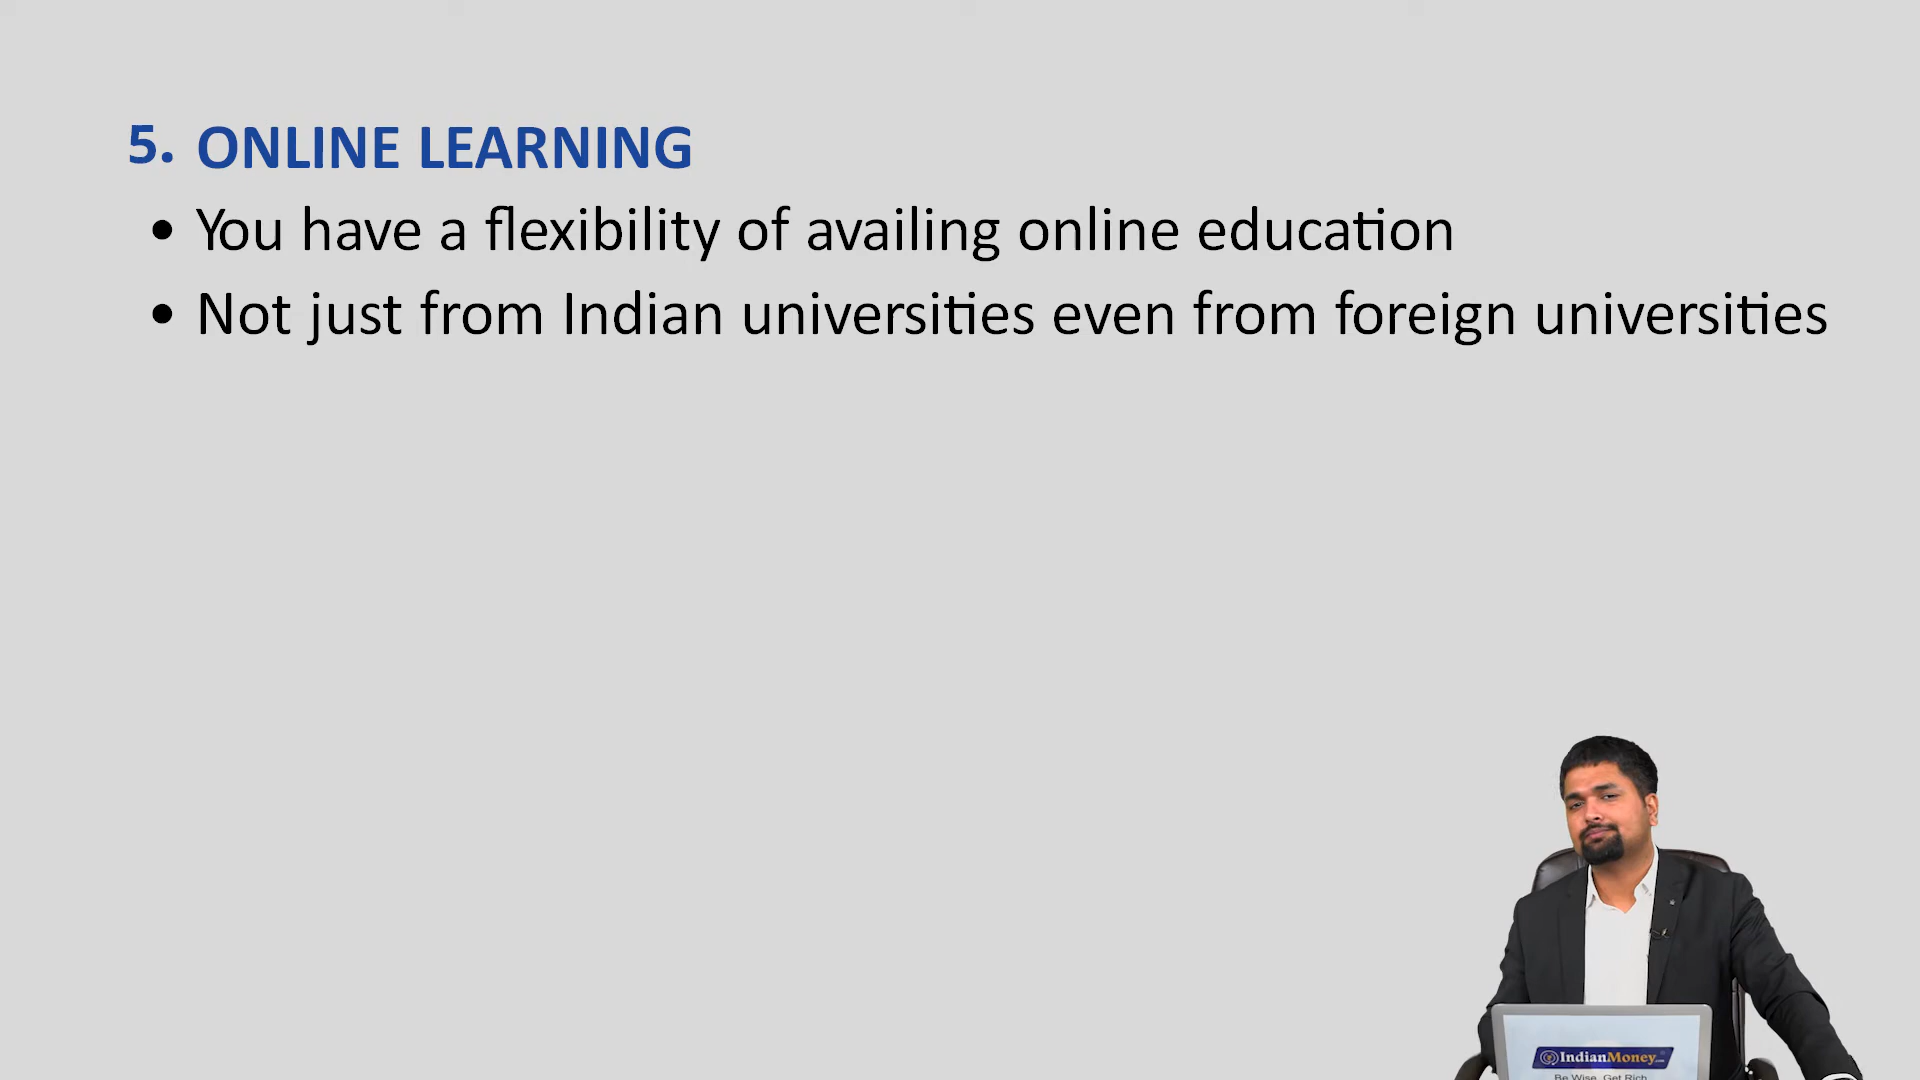 5. ONLINE LEARNING
• You have a flexibility of availing online education
• Not just from Indian universities even from foreign universities
IndianMoney.com
Be Wise, Get Rich